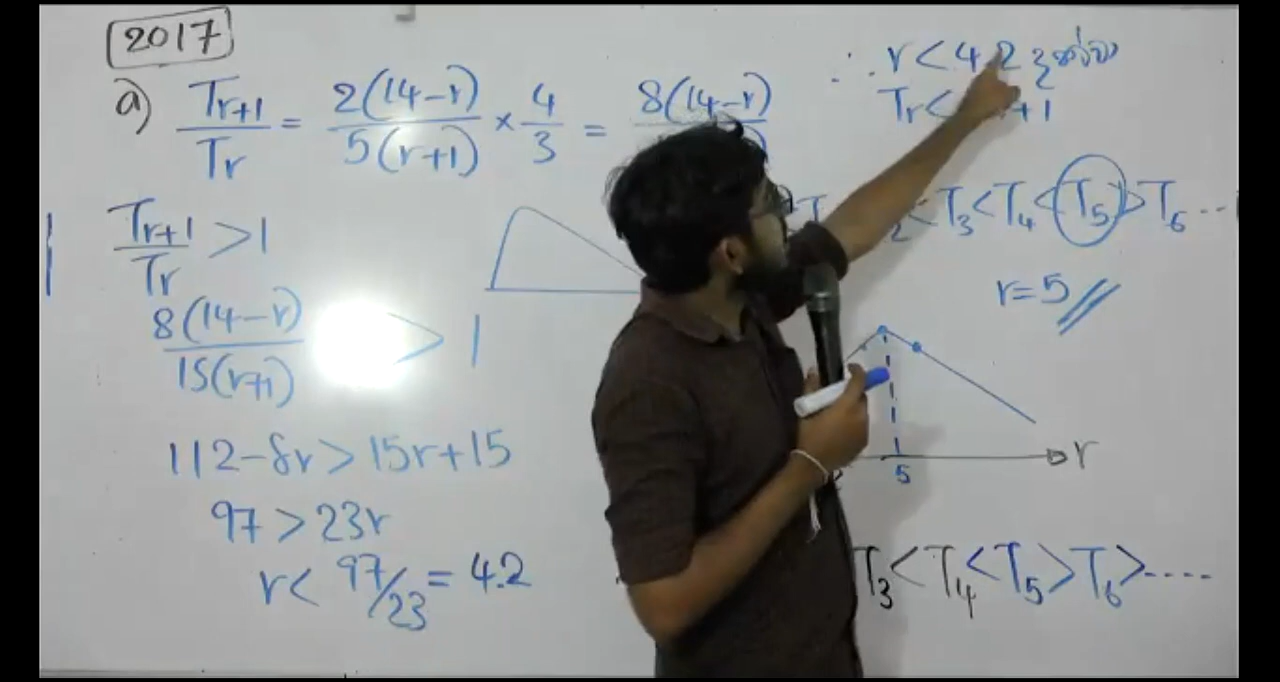 2017
a) Tr+1/Tr = 2(14-r)/5(r+1) × 4/3 = 8(14-r)
Tr+1/Tr > 1
8(14-r)/15(r+1) > 1
112-8r > 15r+15
97 > 23r
r < 97/23 = 4.2
∴ r < 4.2
Tr < +1
2 < T3 < T4 < T5 > T6 ...
r = 5
r
5
T3 < T4 < T5 > T6 > ....